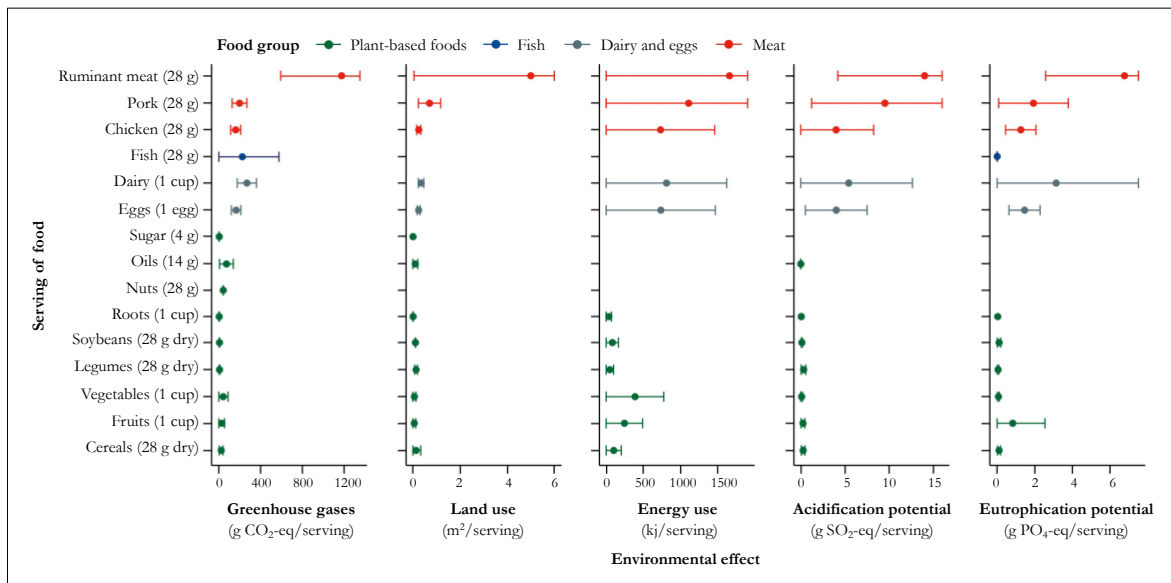 Food group Plant-based foods Fish Dairy and eggs Meat
Serving of food
Ruminant meat (28 g)
Pork (28 g)
Chicken (28 g)
Fish (28 g)
Dairy (1 cup)
Eggs (1 egg)
Sugar (4 g)
Oils (14 g)
Nuts (28 g)
Roots (1 cup)
Soybeans (28 g dry)
Legumes (28 g dry)
Vegetables (1 cup)
Fruits (1 cup)
Cereals (28 g dry)
0 400 800 1200 0 2 4 6 0 500 1000 1500 0 5 10 15 0 2 4 6
Greenhouse gases Land use Energy use Acidification potential Eutrophication potential
(g CO₂-eq/serving) (m²/serving) (kj/serving) (g SO₂-eq/serving) (g PO₄-eq/serving)
Environmental effect